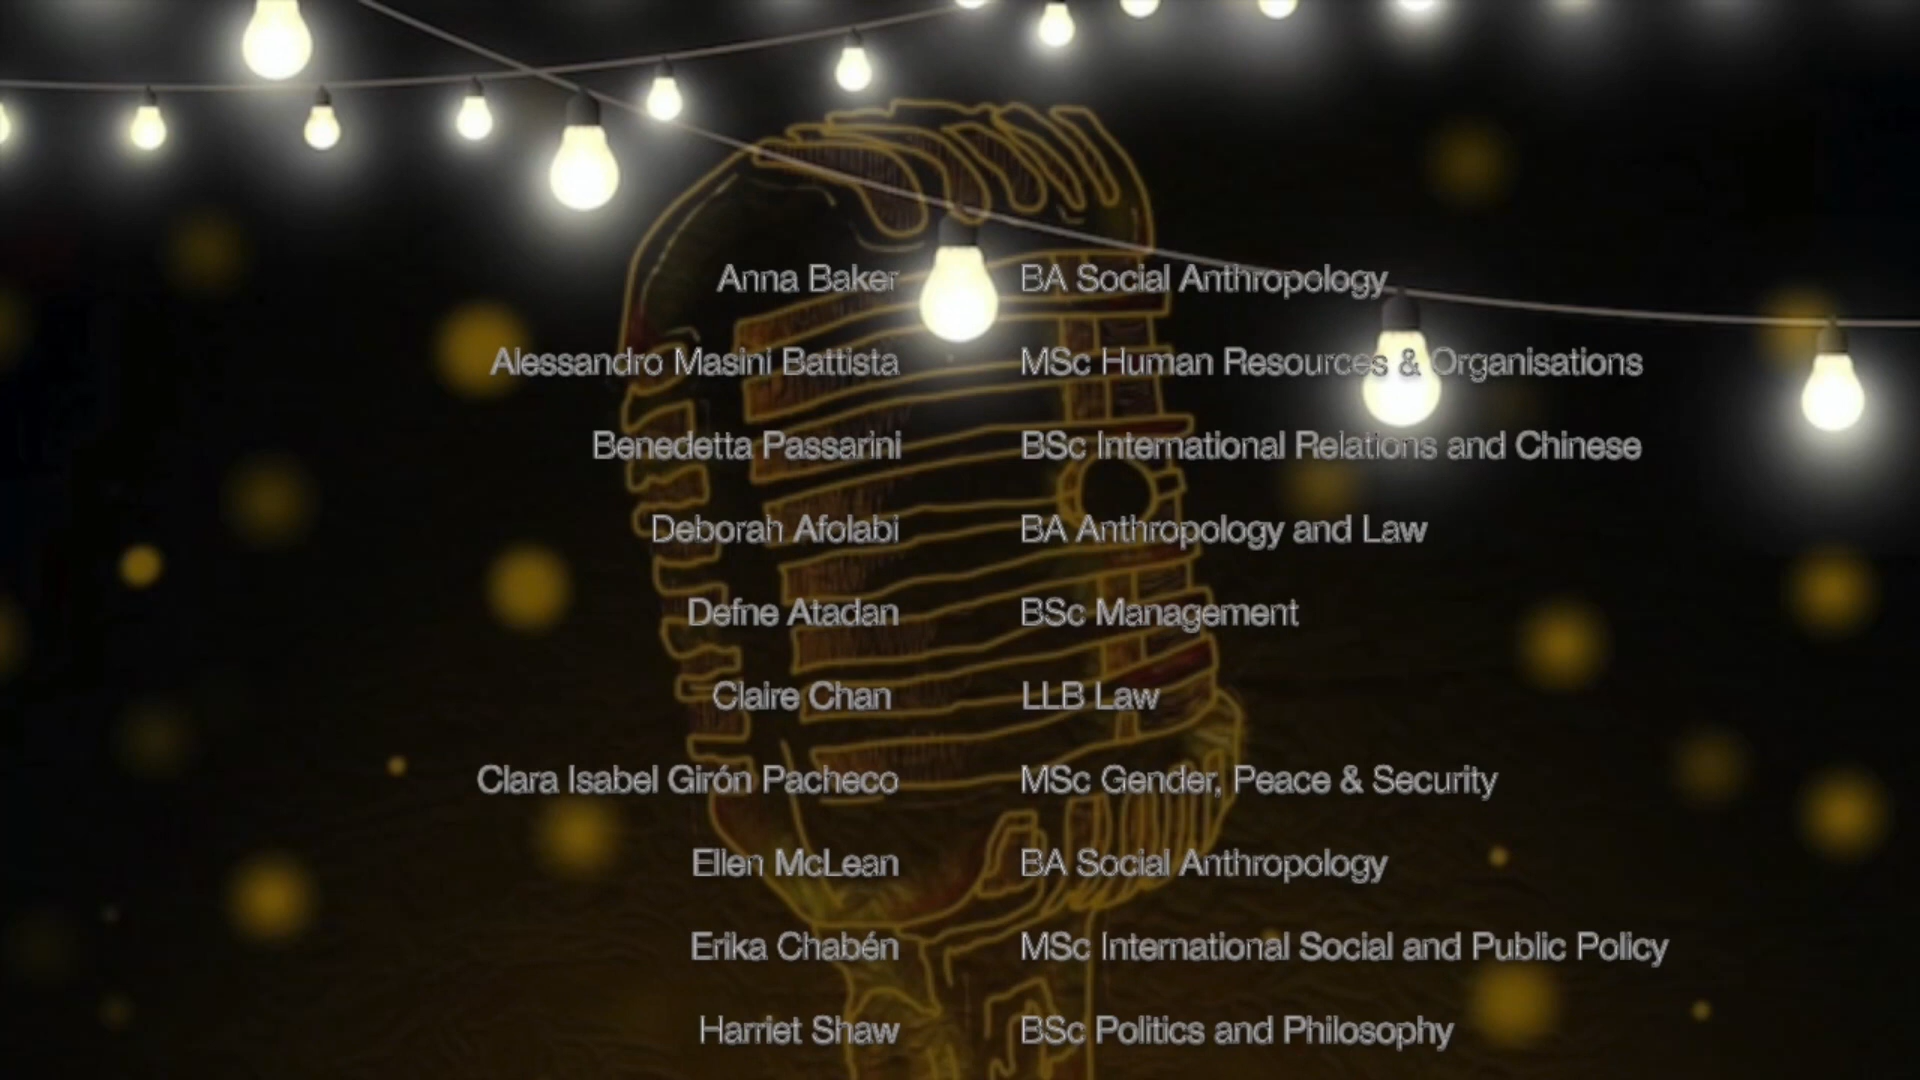 Anna Baker BA Social Anthropology
Alessandro Masini Battista MSc Human Resources & Organisations
Benedetta Passarini BSc International Relations and Chinese
Deborah Afolabi BA Anthropology and Law
Defne Atadan BSc Management
Claire Chan LLB Law
Clara Isabel Girón Pacheco MSc Gender, Peace & Security
Ellen McLean BA Social Anthropology
Erika Chabén MSc International Social and Public Policy
Harriet Shaw BSc Politics and Philosophy